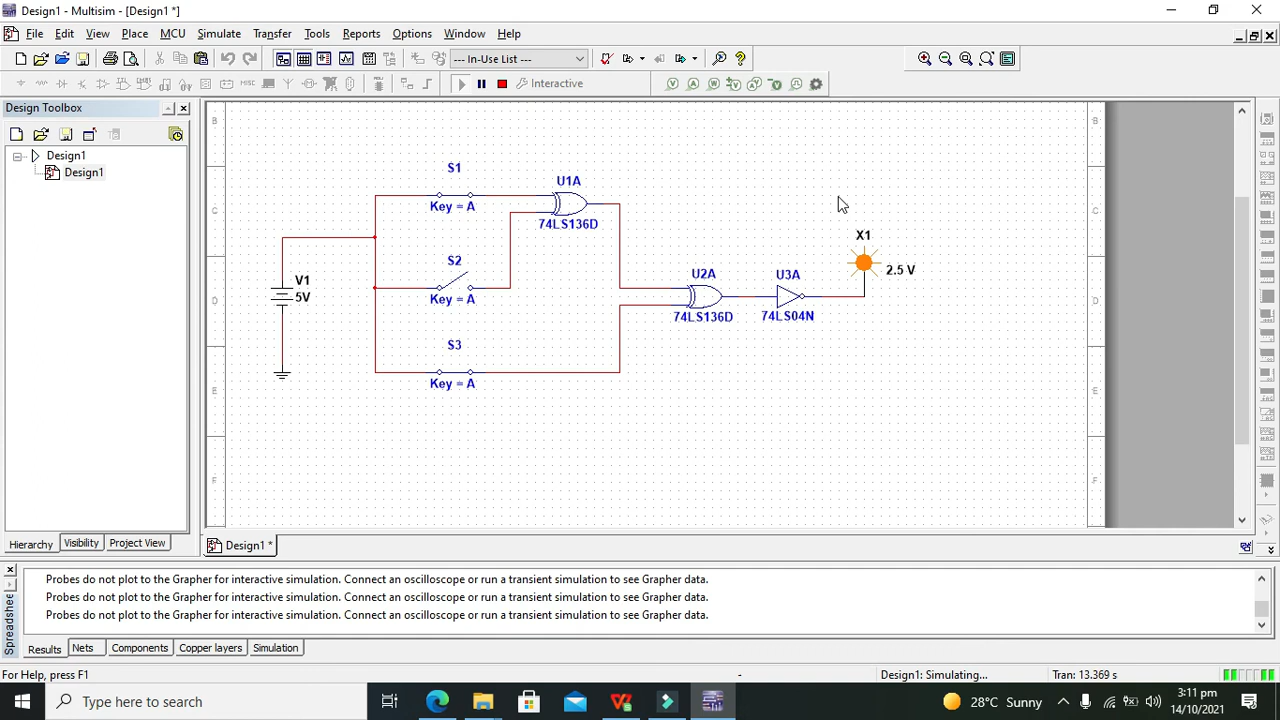 Design1 - Multisim - [Design1 *]
File Edit View Place MCU Simulate Transfer Tools Reports Options Window Help
--- In-Use List ---
Interactive
Design Toolbox
Design1
Design1
B
C
D
E
F
B
C
D
E
F
S1
Key = A
U1A
74LS136D
S2
Key = A
V1
5V
S3
Key = A
U2A
74LS136D
U3A
74LS04N
X1
2.5 V
Hierarchy Visibility Project View
Design1 *
Spreadsheet
Probes do not plot to the Grapher for interactive simulation. Connect an oscilloscope or run a transient simulation to see Grapher data.
Probes do not plot to the Grapher for interactive simulation. Connect an oscilloscope or run a transient simulation to see Grapher data.
Probes do not plot to the Grapher for interactive simulation. Connect an oscilloscope or run a transient simulation to see Grapher data.
Results Nets Components Copper layers Simulation
For Help, press F1
-
Design1: Simulating...
Tran: 13.369 s
Type here to search
28°C Sunny
3:11 pm
14/10/2021